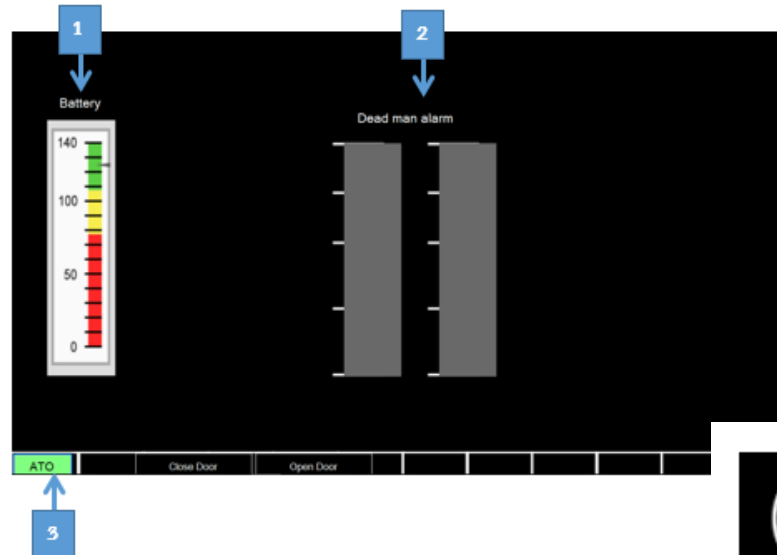 1
2
Battery
Dead man alarm
140
100
50
0
ATO
Close Door
Open Door
3